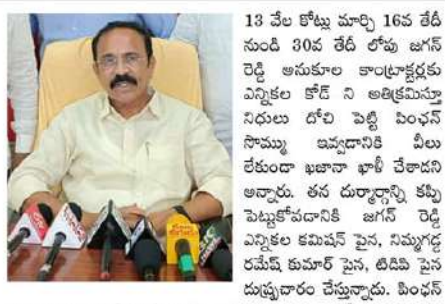 13 వేల కోట్లు మార్చి 16వ తేదీ
నుండి 30వ తేదీ లోపు జగన్
రెడ్డి అనుకూల కాంట్రాక్టర్లకు
ఎన్నికల కోడ్ ని అతిక్రమిస్తూ
నిధులు దోచి పెట్టి పింఛన్
సొమ్ము ఇవ్వడానికి వీలు
లేకుండా ఖజానా ఖాళీ చేశాడని
అన్నారు. తన దుర్మార్గాన్ని కప్పి
పెట్టుకోవడానికి జగన్ రెడ్డి
ఎన్నికల కమిషన్ పైన, నిమ్మగడ్డ
రమేష్ కుమార్ పైన, టిడిపి పైన
దుష్ప్రచారం చేస్తున్నాడు. పింఛన్